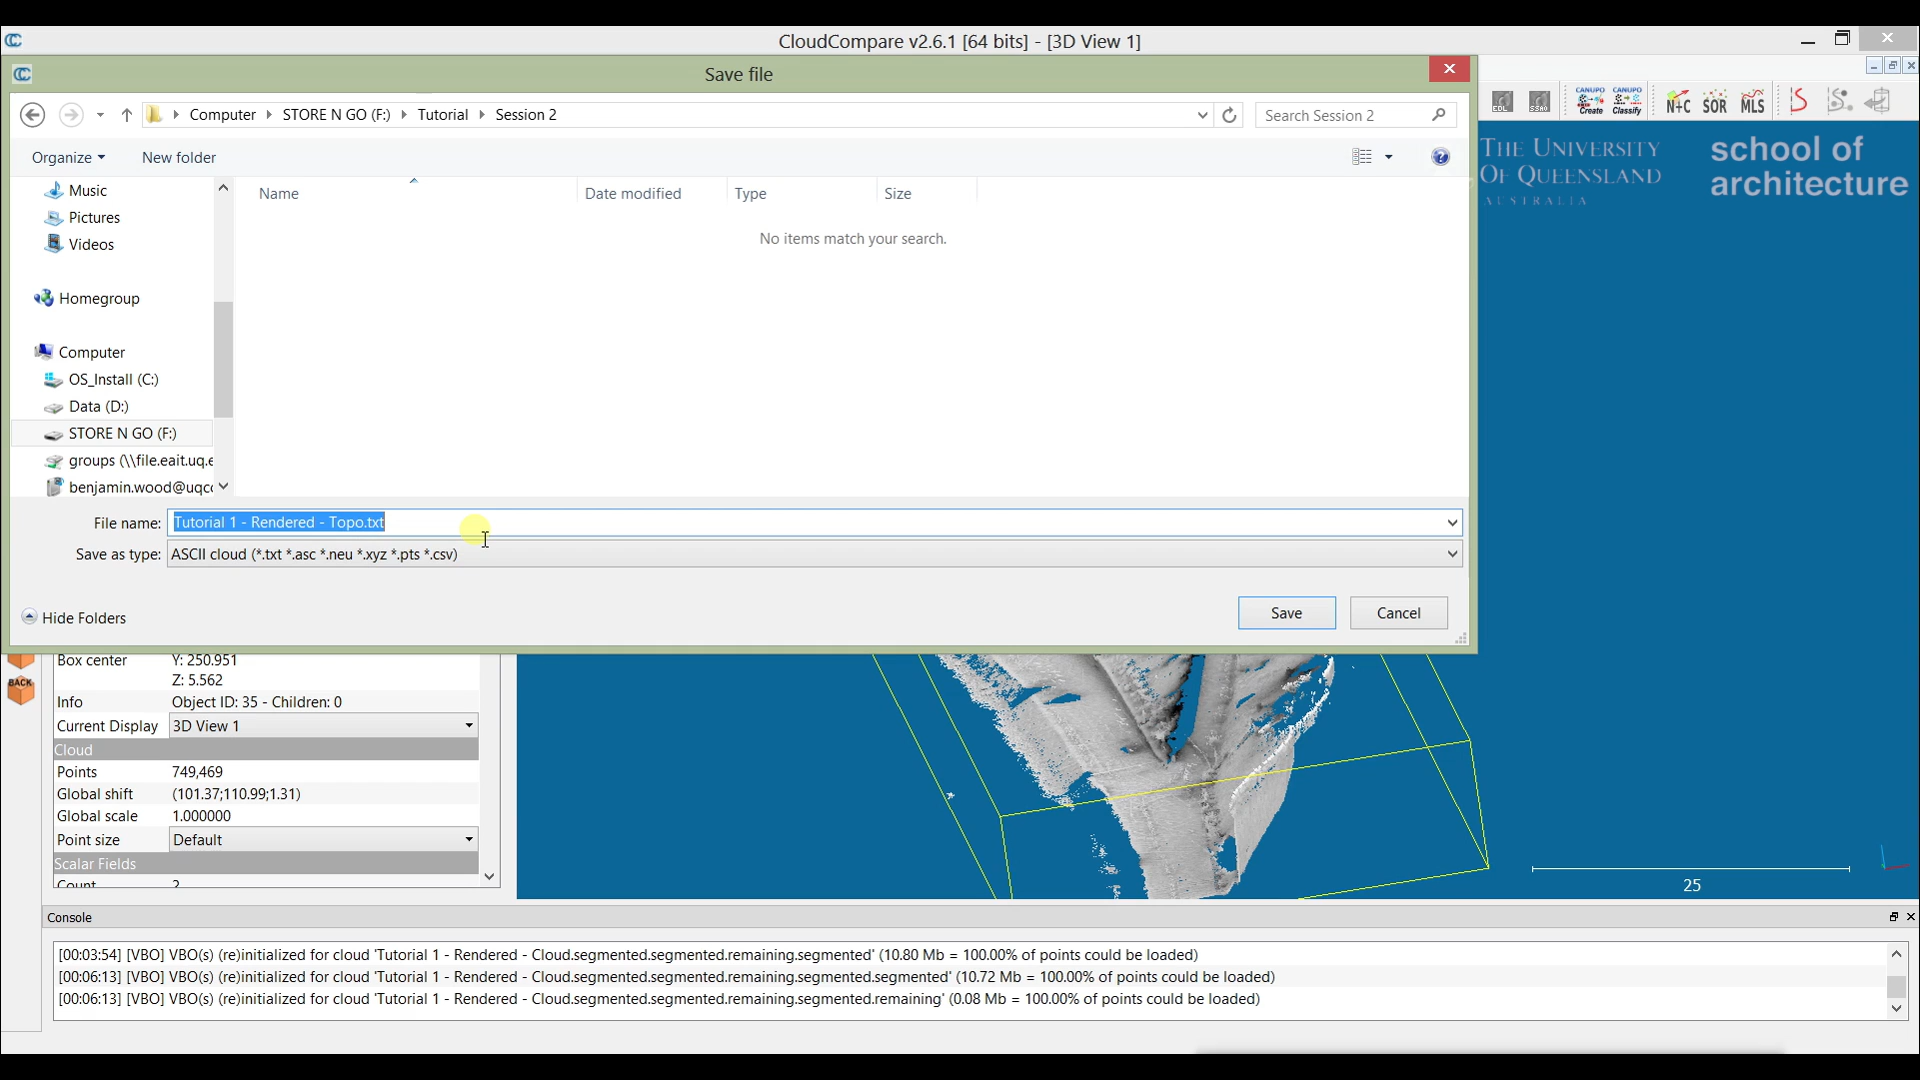 CloudCompare v2.6.1 [64 bits] - [3D View 1]
Save file
Computer STORE N GO (F:) Tutorial Session 2
Search Session 2
Organize New folder
EDL SSAO CANUPO Create CANUPO Classify N+C SOR MLS
THE UNIVERSITY
OF QUEENSLAND
AUSTRALIA
school of
architecture
Music
Pictures
Videos
Homegroup
Computer
OS_Install (C:)
Data (D:)
STORE N GO (F:)
groups (\\file.eait.uq.e
benjamin.wood@uqcc
Name Date modified Type Size
No items match your search.
File name: Tutorial 1 - Rendered - Topo.txt
Save as type: ASCII cloud (*.txt *.asc *.neu *.xyz *.pts *.csv)
Hide Folders
Save Cancel
BACK
Box center Y: 250.951
Z: 5.562
Info Object ID: 35 - Children: 0
Current Display 3D View 1
Cloud
Points 749,469
Global shift (101.37;110.99;1.31)
Global scale 1.000000
Point size Default
Scalar Fields
Count 2
25
Console
[00:03:54] [VBO] VBO(s) (re)initialized for cloud 'Tutorial 1 - Rendered - Cloud.segmented.segmented.remaining.segmented' (10.80 Mb = 100.00% of points could be loaded)
[00:06:13] [VBO] VBO(s) (re)initialized for cloud 'Tutorial 1 - Rendered - Cloud.segmented.segmented.remaining.segmented.segmented' (10.72 Mb = 100.00% of points could be loaded)
[00:06:13] [VBO] VBO(s) (re)initialized for cloud 'Tutorial 1 - Rendered - Cloud.segmented.segmented.remaining.segmented.remaining' (0.08 Mb = 100.00% of points could be loaded)